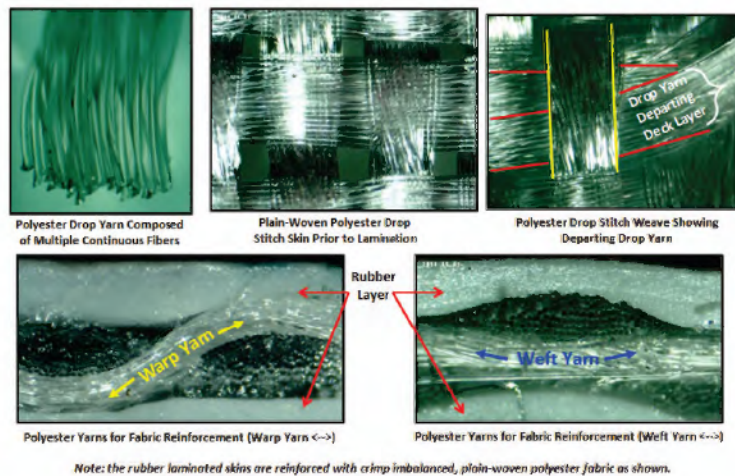 Drop Yarn
Departing
Deck Layer
Polyester Drop Yarn Composed
of Multiple Continuous Fibers
Plain-Woven Polyester Drop
Stitch Skin Prior to Lamination
Polyester Drop Stitch Weave Showing
Departing Drop Yarn
Rubber
Layer
Warp Yarn
Weft Yarn
Polyester Yarns for Fabric Reinforcement (Warp Yarn <-->)
Polyester Yarns for Fabric Reinforcement (Weft Yarn <-->)
Note: the rubber laminated skins are reinforced with crimp imbalanced, plain-woven polyester fabric as shown.